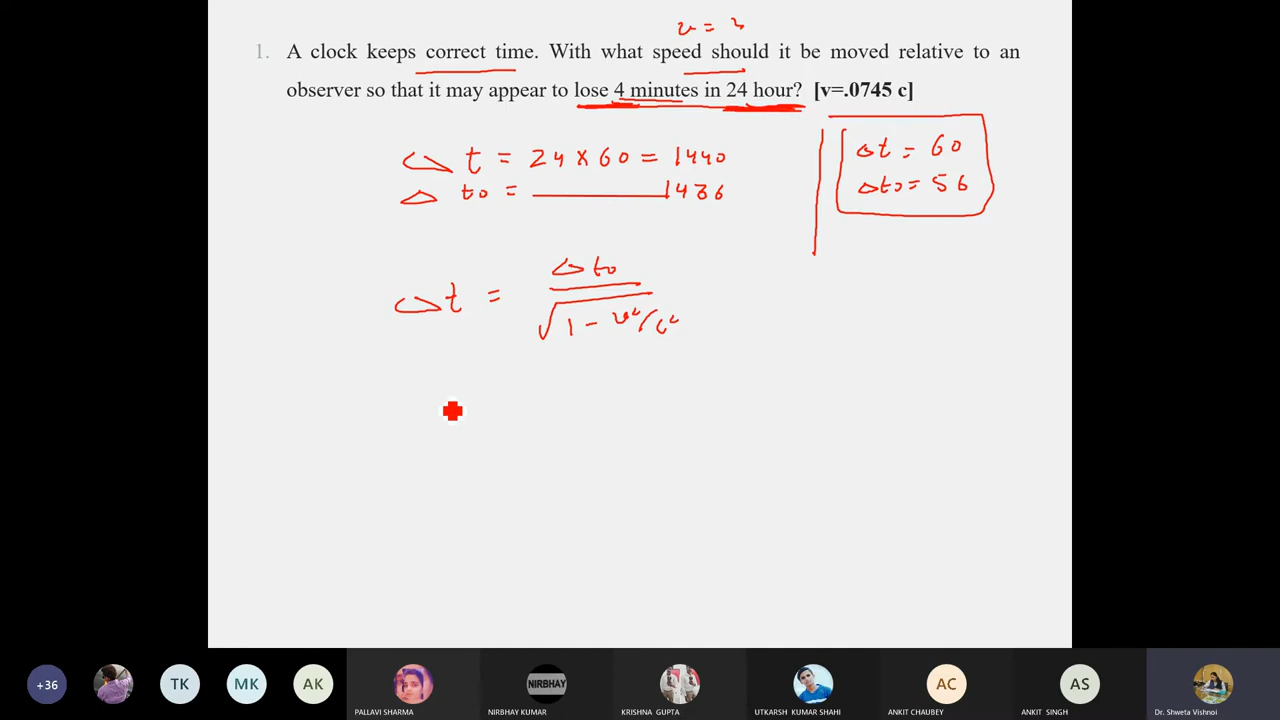 v = ?
1. A clock keeps correct time. With what speed should it be moved relative to an
observer so that it may appear to lose 4 minutes in 24 hour? [v=.0745 c]
Δt = 24 × 60 = 1440
Δt0 = 1436
Δt = 60
Δt0 = 56
Δt = Δt0 / √1 - v²/c²
+36
TK
MK
AK
PALLAVI SHARMA
NIRBHAY
NIRBHAY KUMAR
KRISHNA GUPTA
UTKARSH KUMAR SHAHI
AC
ANKIT CHAUBEY
AS
ANKIT SINGH
Dr. Shweta Vishnoi